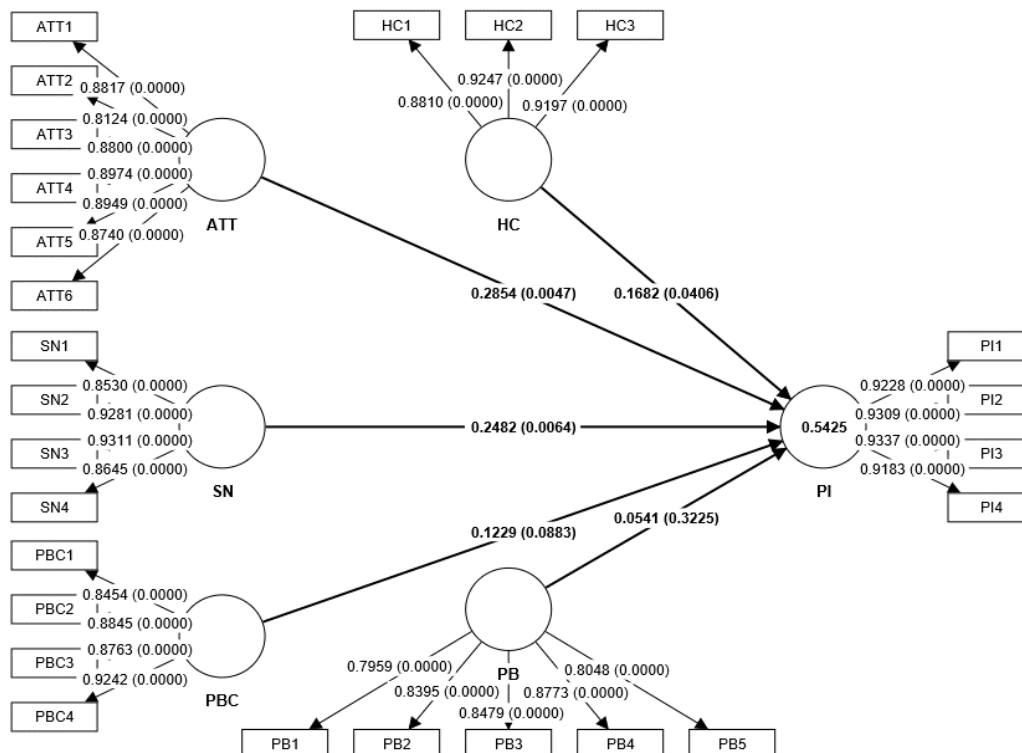 ATT1
ATT2
ATT3
ATT4
ATT5
ATT6
0.8817 (0.0000)
0.8124 (0.0000)
0.8800 (0.0000)
0.8974 (0.0000)
0.8949 (0.0000)
0.8740 (0.0000)
ATT
HC1
HC2
HC3
0.8810 (0.0000)
0.9247 (0.0000)
0.9197 (0.0000)
HC
0.2854 (0.0047)
0.1682 (0.0406)
SN1
SN2
SN3
SN4
0.8530 (0.0000)
0.9281 (0.0000)
0.9311 (0.0000)
0.8645 (0.0000)
SN
0.2482 (0.0064)
0.5425
PI
0.9228 (0.0000)
0.9309 (0.0000)
0.9337 (0.0000)
0.9183 (0.0000)
PI1
PI2
PI3
PI4
PBC1
PBC2
PBC3
PBC4
0.8454 (0.0000)
0.8845 (0.0000)
0.8763 (0.0000)
0.9242 (0.0000)
PBC
0.1229 (0.0883)
0.0541 (0.3225)
PB
0.7959 (0.0000)
0.8395 (0.0000)
0.8479 (0.0000)
0.8773 (0.0000)
0.8048 (0.0000)
PB1
PB2
PB3
PB4
PB5